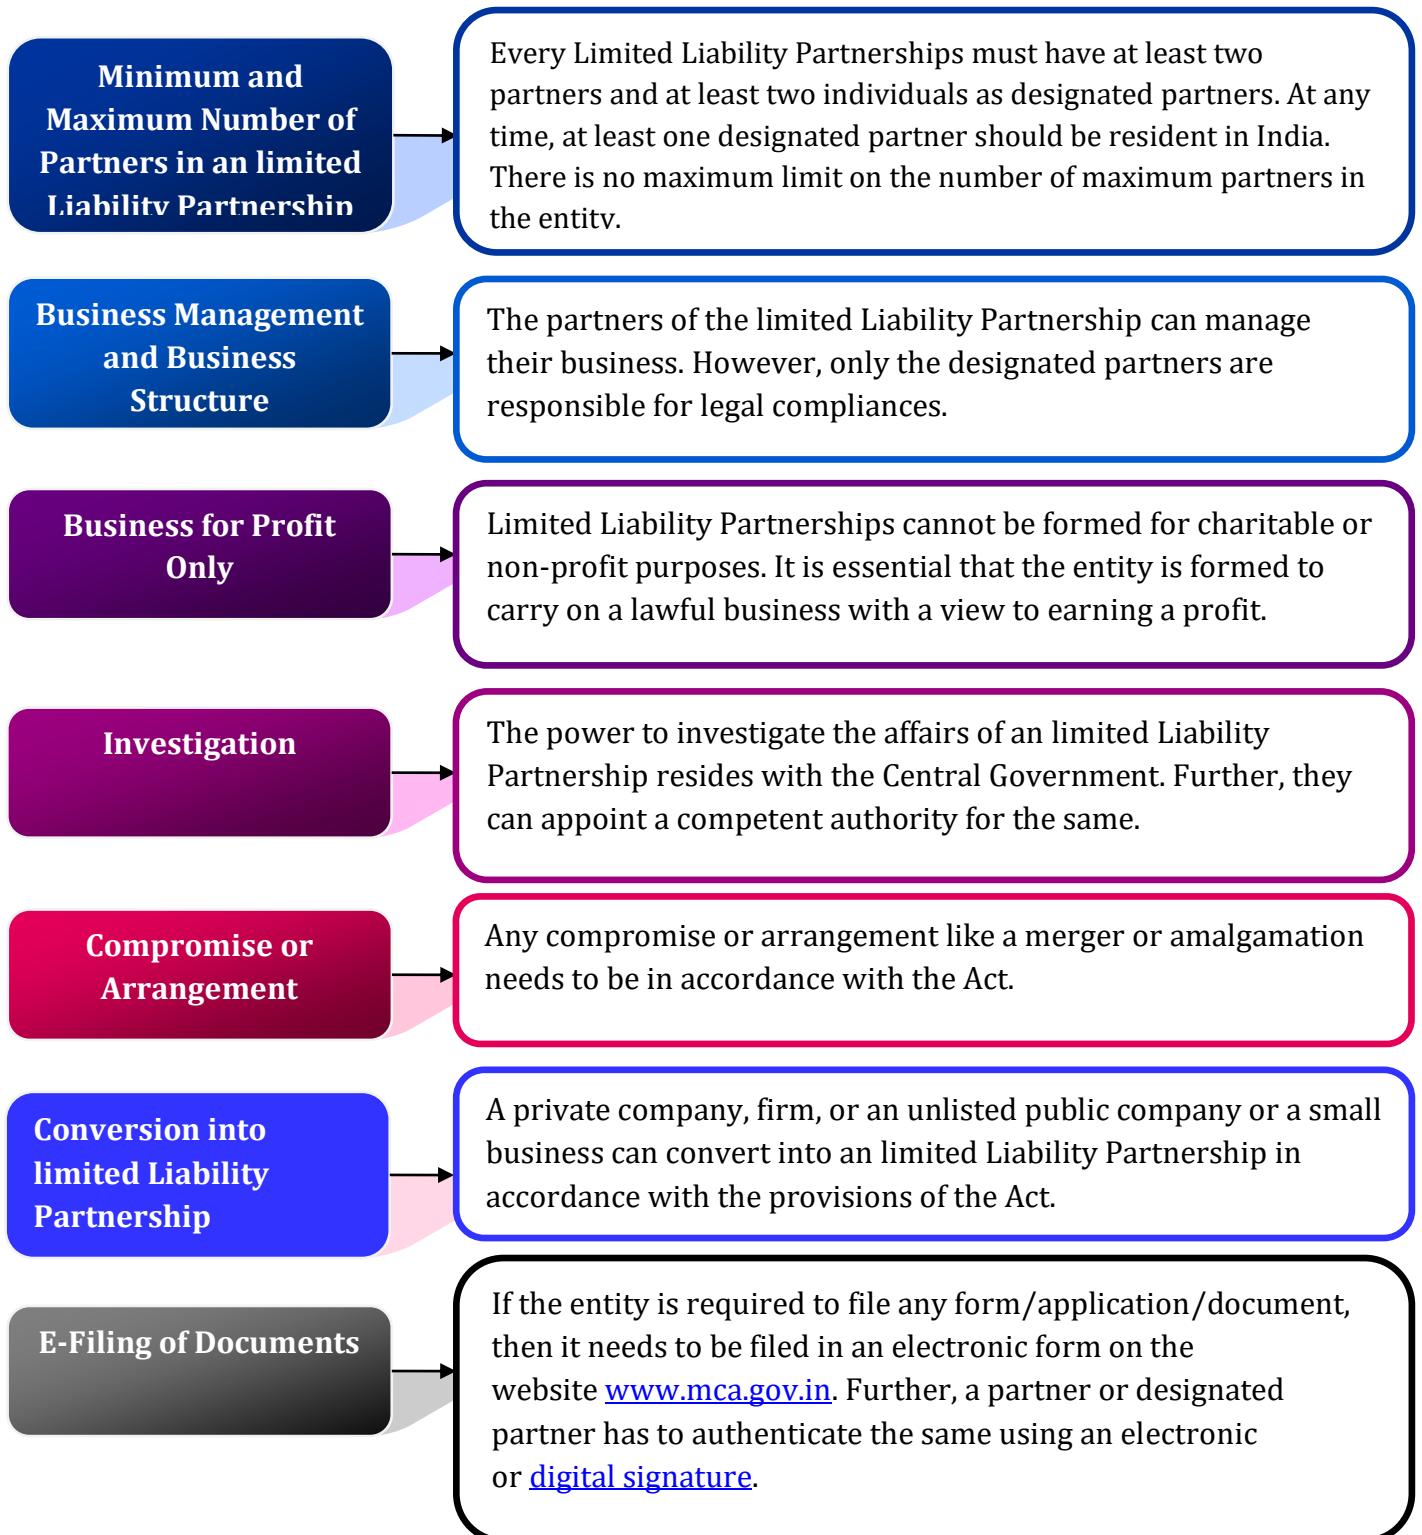 Minimum and
Maximum Number of
Partners in an limited
Liability Partnership
Every Limited Liability Partnerships must have at least two
partners and at least two individuals as designated partners. At any
time, at least one designated partner should be resident in India.
There is no maximum limit on the number of maximum partners in
the entity.
Business Management
and Business
Structure
The partners of the limited Liability Partnership can manage
their business. However, only the designated partners are
responsible for legal compliances.
Business for Profit
Only
Limited Liability Partnerships cannot be formed for charitable or
non-profit purposes. It is essential that the entity is formed to
carry on a lawful business with a view to earning a profit.
Investigation
The power to investigate the affairs of an limited Liability
Partnership resides with the Central Government. Further, they
can appoint a competent authority for the same.
Compromise or
Arrangement
Any compromise or arrangement like a merger or amalgamation
needs to be in accordance with the Act.
Conversion into
limited Liability
Partnership
A private company, firm, or an unlisted public company or a small
business can convert into an limited Liability Partnership in
accordance with the provisions of the Act.
E-Filing of Documents
If the entity is required to file any form/application/document,
then it needs to be filed in an electronic form on the
website www.mca.gov.in. Further, a partner or designated
partner has to authenticate the same using an electronic
or digital signature.